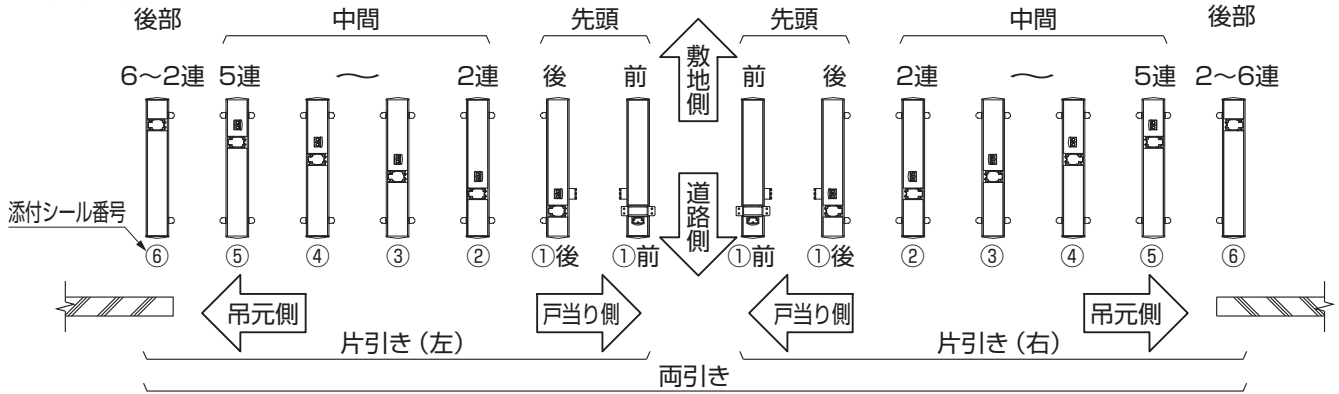 後部 中間 先頭 先頭 中間 後部
6〜2連 5連 〜 2連 後 前 敷地側 前 後 2連 〜 5連 2〜6連
添付シール番号 道路側
⑥ ⑤ ④ ③ ② ①後 ①前 ①前 ①後 ② ③ ④ ⑤ ⑥
吊元側 戸当り側 戸当り側 吊元側
片引き（左） 片引き（右）
両引き